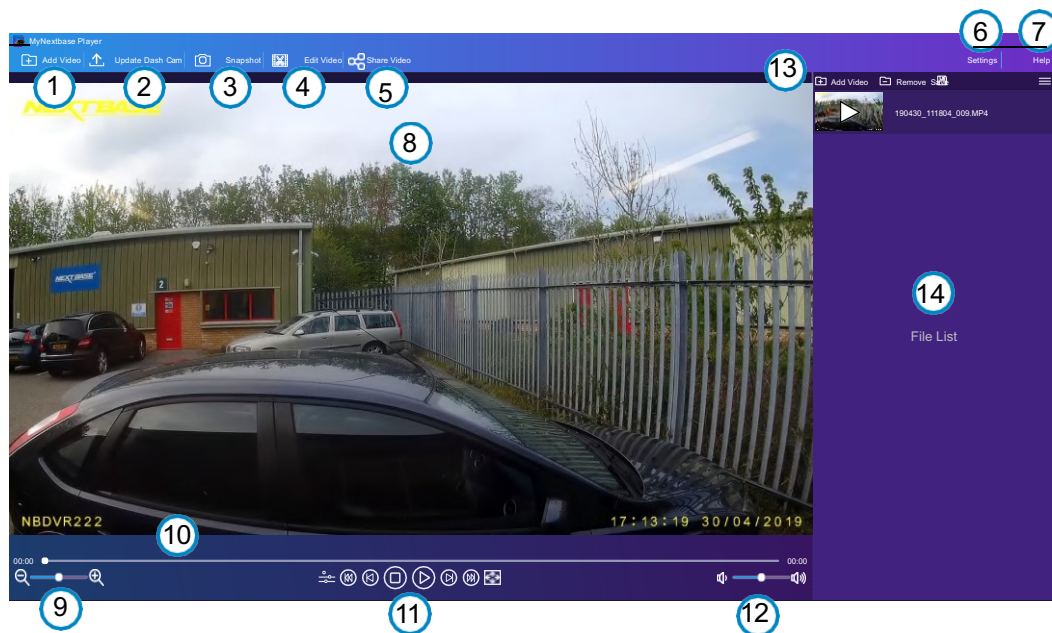 6 7
MyNextbase Player
Add Video Update Dash Cam Snapshot Edit Video Share Video
Settings Help
1 2 3 4 5 13
Add Video Remove
NEXTBASE
190430_111804_009.MP4
8
NEXTBASE
2
14
File List
NBDVR222
17:13:19 30/04/2019
10
00:00 00:00
9 11 12